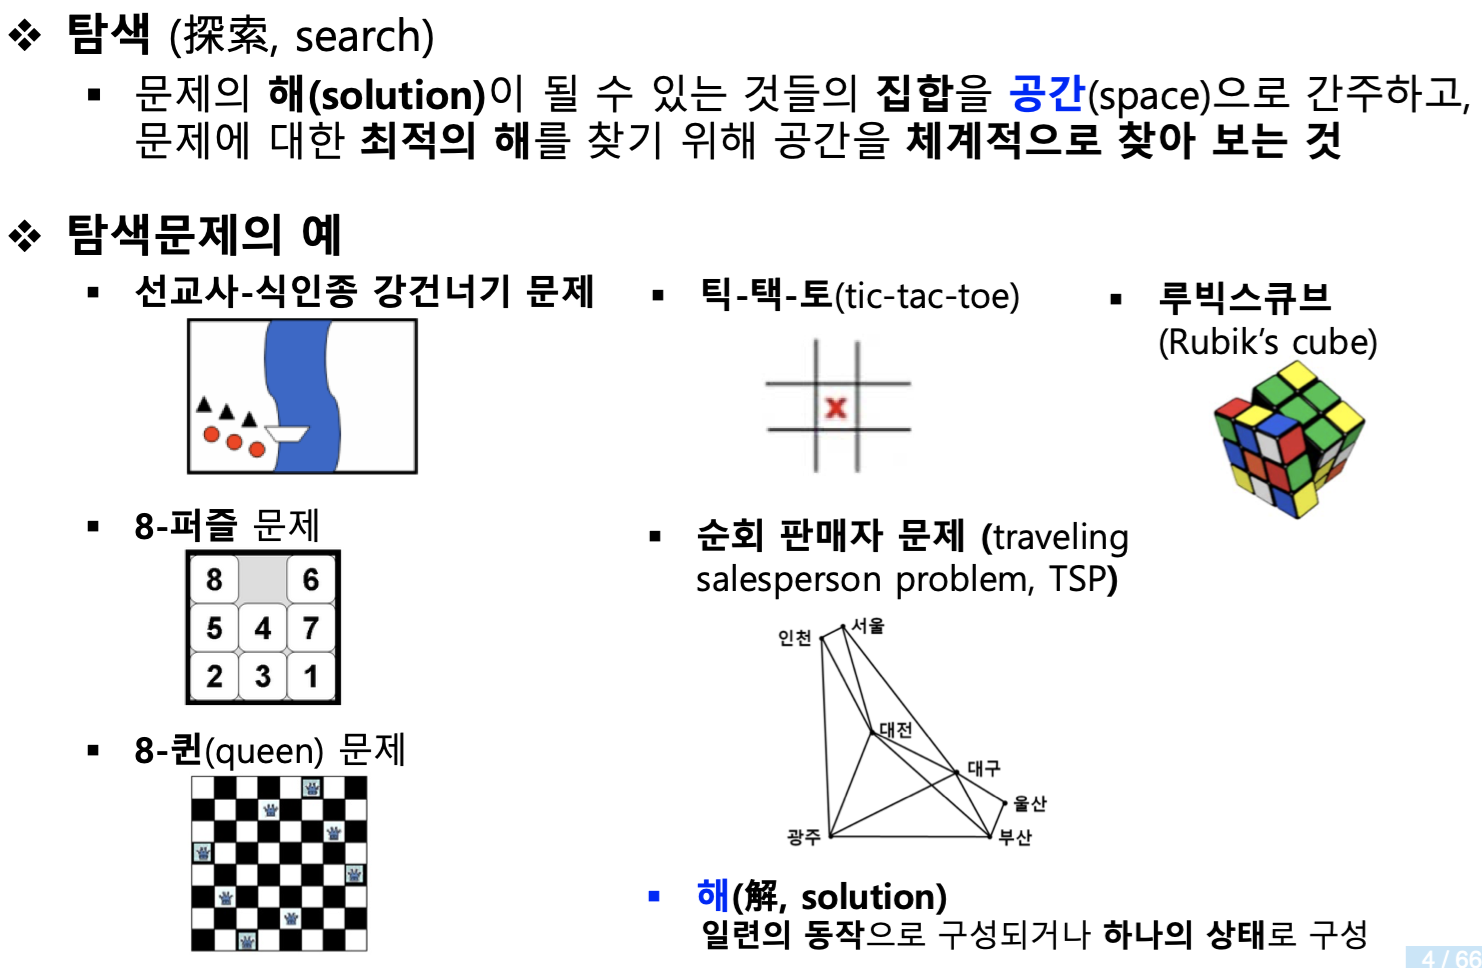 ❖ 탐색 (探索, search)
▪ 문제의 해(solution)이 될 수 있는 것들의 집합을 공간(space)으로 간주하고,
문제에 대한 최적의 해를 찾기 위해 공간을 체계적으로 찾아 보는 것
❖ 탐색문제의 예
▪ 선교사-식인종 강건너기 문제
▪ 틱-택-토(tic-tac-toe)
X
▪ 루빅스큐브
(Rubik's cube)
▪ 8-퍼즐 문제
8 6
5 4 7
2 3 1
▪ 8-퀸(queen) 문제
▪ 순회 판매자 문제 (traveling
salesperson problem, TSP)
인천
서울
대전
대구
울산
광주
부산
▪ 해(解, solution)
일련의 동작으로 구성되거나 하나의 상태로 구성
4 / 66